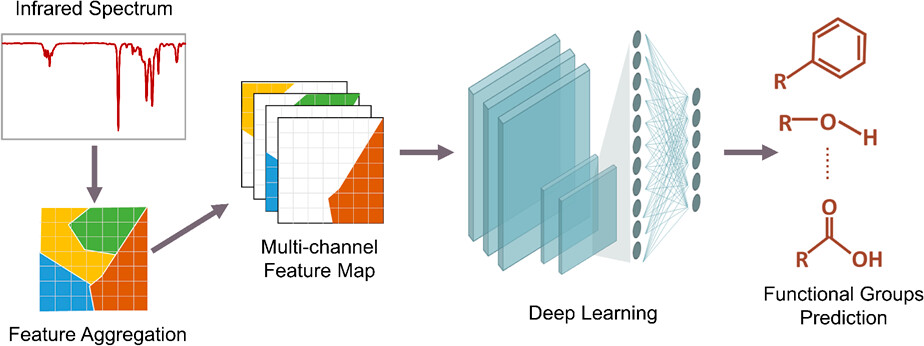 Infrared Spectrum
Feature Aggregation
Multi-channel
Feature Map
Deep Learning
R
R O H
O
R OH
Functional Groups
Prediction